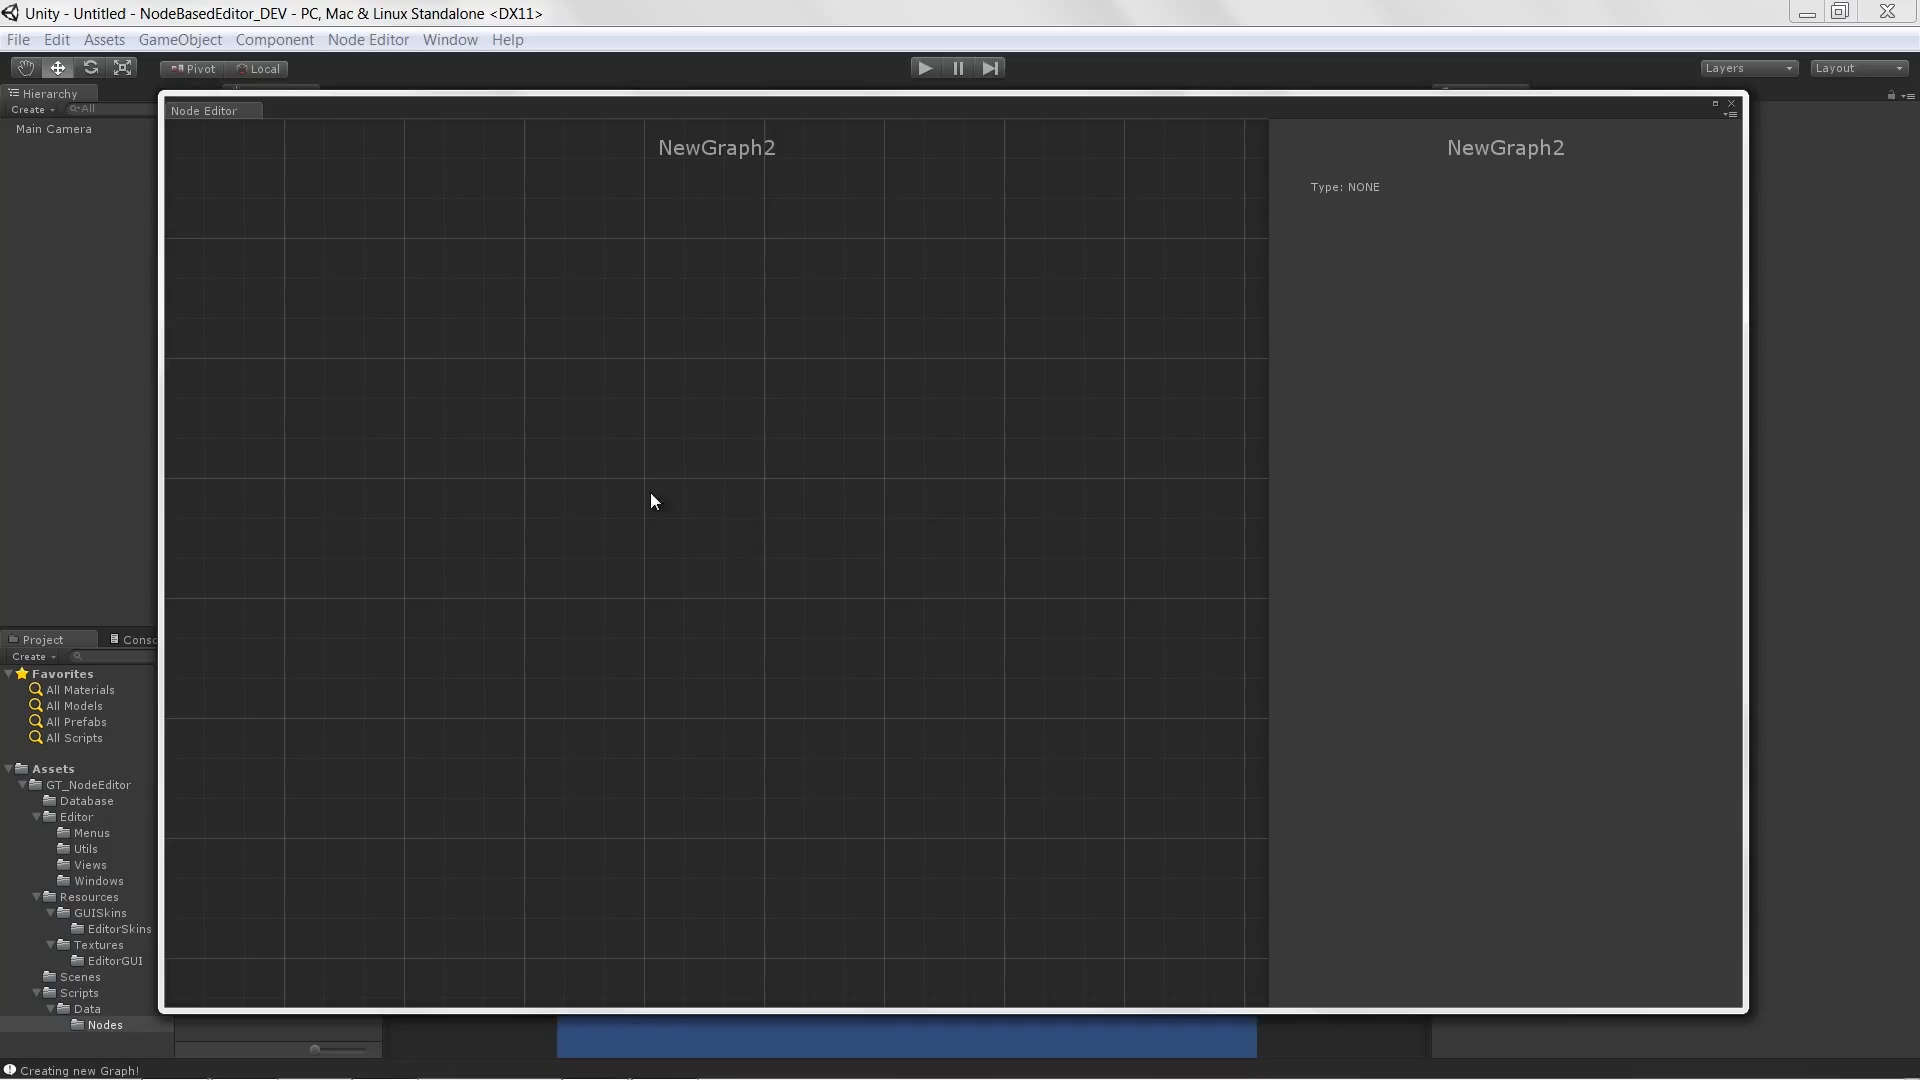 Unity - Untitled - NodeBasedEditor_DEV - PC, Mac & Linux Standalone <DX11>
File Edit Assets GameObject Component Node Editor Window Help
Pivot Local Layers Layout
Hierarchy
Create All
Main Camera
Node Editor
NewGraph2
NewGraph2
Type: NONE
Project Conso
Create
Favorites
All Materials
All Models
All Prefabs
All Scripts
Assets
GT_NodeEditor
Database
Editor
Menus
Utils
Views
Windows
Resources
GUISkins
EditorSkins
Textures
EditorGUI
Scenes
Scripts
Data
Nodes
Creating new Graph!